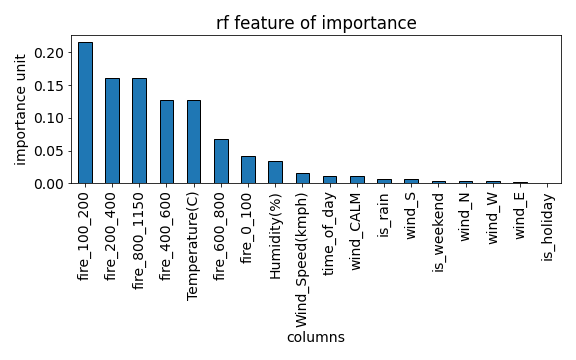 rf feature of importance
importance unit
0.20
0.15
0.10
0.05
0.00
fire_100_200
fire_200_400
fire_800_1150
fire_400_600
Temperature(C)
fire_600_800
fire_0_100
Humidity(%)
Wind_Speed(kmph)
time_of_day
wind_CALM
is_rain
wind_S
is_weekend
wind_N
wind_W
wind_E
is_holiday
columns